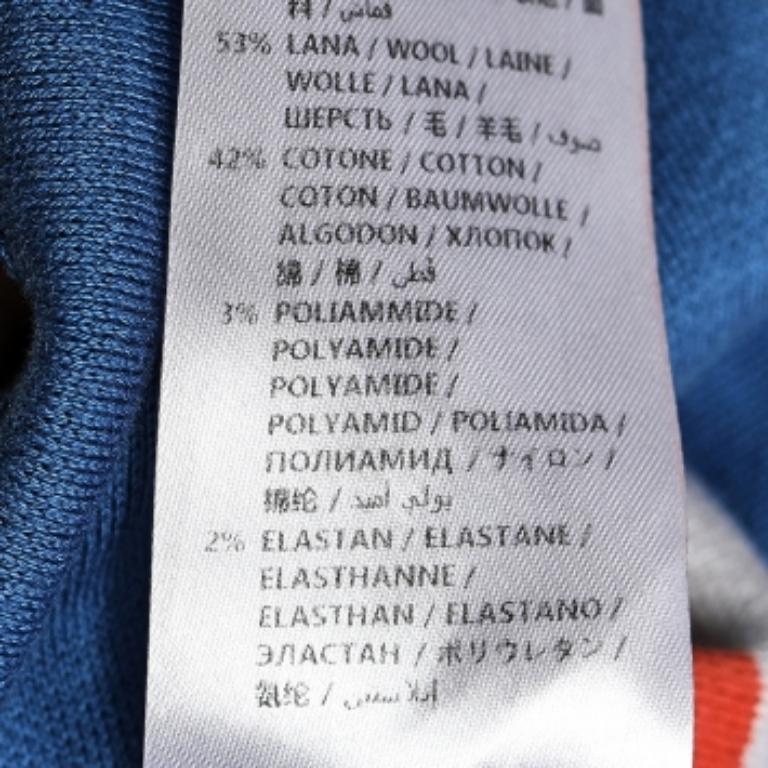 料 / قماش
53% LANA / WOOL / LAINE /
WOLLE / LANA /
ШЕРСТЬ / 毛 / 羊毛 / صوف
42% COTONE / COTTON /
COTON / BAUMWOLLE /
ALGODON / ХЛОПОК /
綿 / 棉 / قطن
3% POLIAMMIDE /
POLYAMIDE /
POLYAMIDE /
POLYAMID / POLIAMIDA /
ПОЛИАМИД / ナイロン /
锦纶 / بولي أميد
2% ELASTAN / ELASTANE /
ELASTHANNE /
ELASTHAN / ELASTANO /
ЭЛАСТАН / ポリウレタン /
氨纶 / إيلاستين